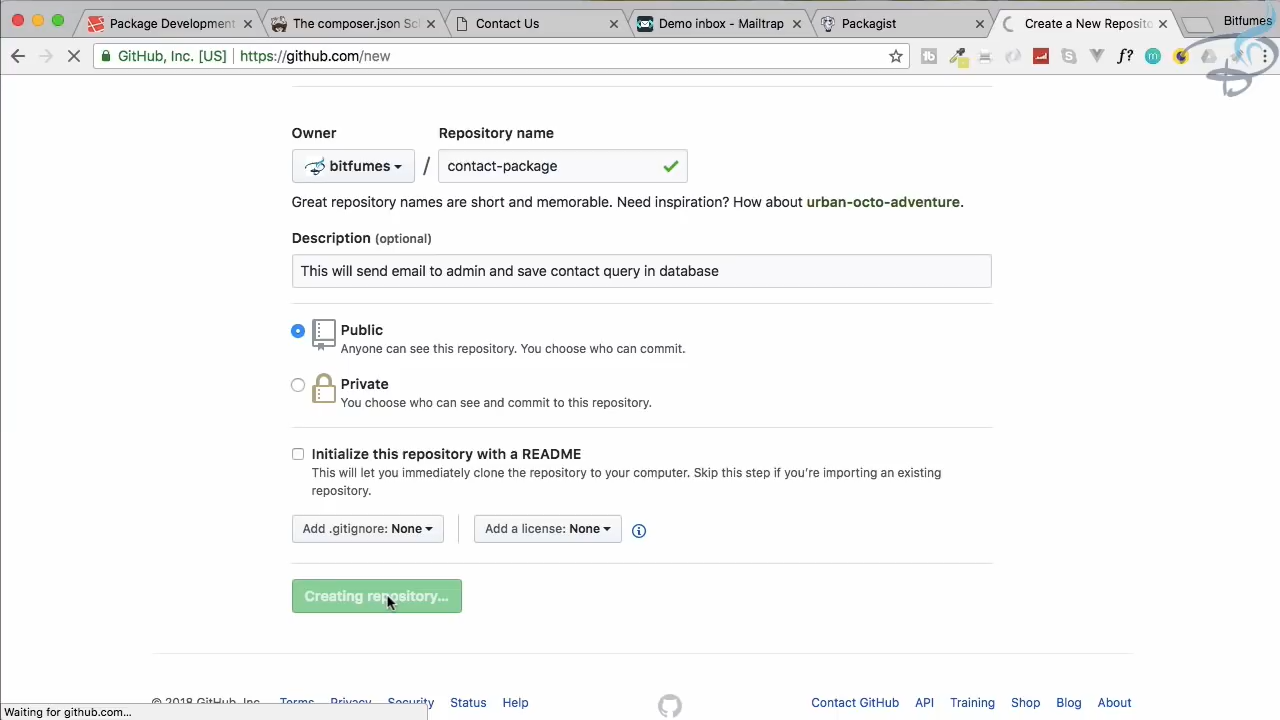 Package Development
The composer.json Sc
Contact Us
Demo inbox - Mailtrap
Packagist
Create a New Reposito
Bitfumes
GitHub, Inc. [US]
https://github.com/new
Owner
Repository name
bitfumes
/
contact-package
Great repository names are short and memorable. Need inspiration? How about urban-octo-adventure.
Description (optional)
This will send email to admin and save contact query in database
Public
Anyone can see this repository. You choose who can commit.
Private
You choose who can see and commit to this repository.
Initialize this repository with a README
This will let you immediately clone the repository to your computer. Skip this step if you're importing an existing
repository.
Add .gitignore: None
Add a license: None
Creating repository...
© 2018 GitHub, Inc.
Terms
Privacy
Security
Status
Help
Contact GitHub
API
Training
Shop
Blog
About
Waiting for github.com...